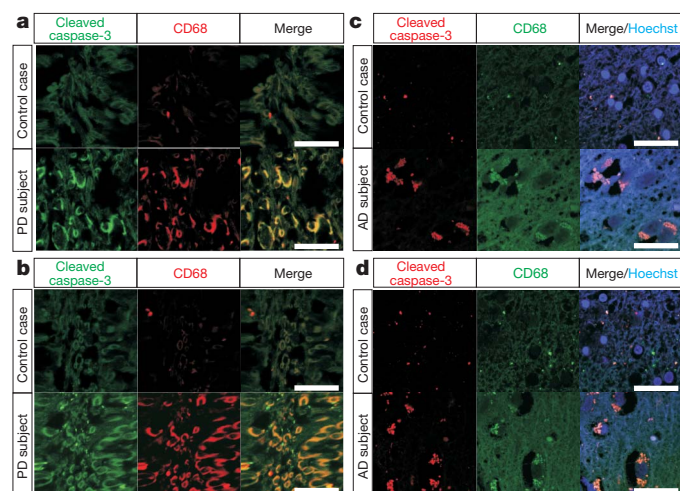 a
Cleaved
caspase-3
CD68
Merge
Control case
PD subject
b
Cleaved
caspase-3
CD68
Merge
Control case
PD subject
c
Cleaved
caspase-3
CD68
Merge/Hoechst
Control case
AD subject
d
Cleaved
caspase-3
CD68
Merge/Hoechst
Control case
AD subject